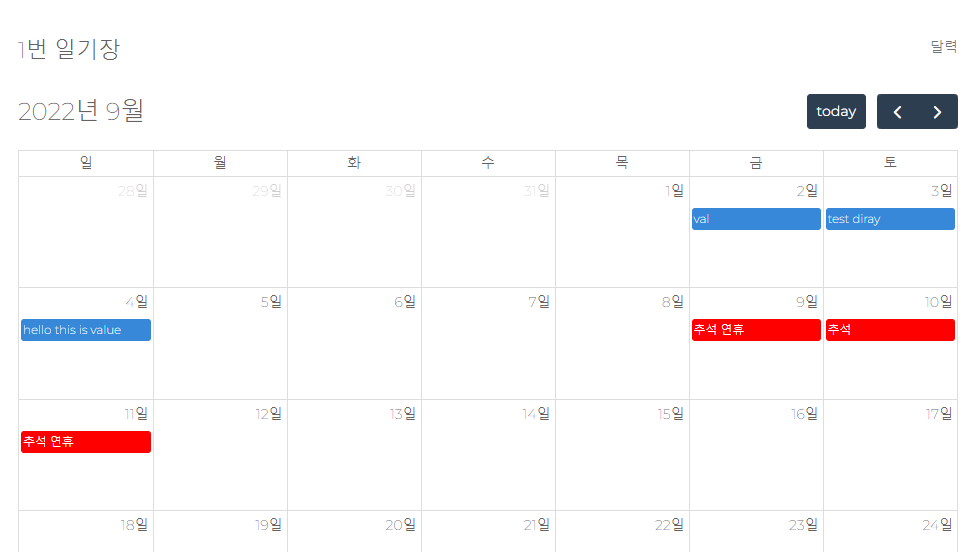 1번 일기장 달력
2022년 9월 today
일 월 화 수 목 금 토
28일 29일 30일 31일 1일 2일 3일
val test diray
4일 5일 6일 7일 8일 9일 10일
hello this is value 추석 연휴 추석
11일 12일 13일 14일 15일 16일 17일
추석 연휴
18일 19일 20일 21일 22일 23일 24일